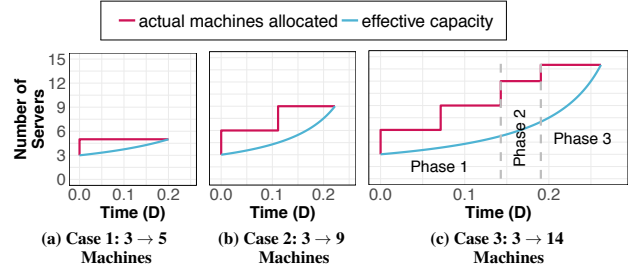 actual machines allocated effective capacity
Number of
Servers
15
12
9
6
3
0
Phase 1
Phase 2
Phase 3
0.0 0.1 0.2 0.0 0.1 0.2 0.0 0.1 0.2
Time (D) Time (D) Time (D)
(a) Case 1: 3 → 5
Machines
(b) Case 2: 3 → 9
Machines
(c) Case 3: 3 → 14
Machines